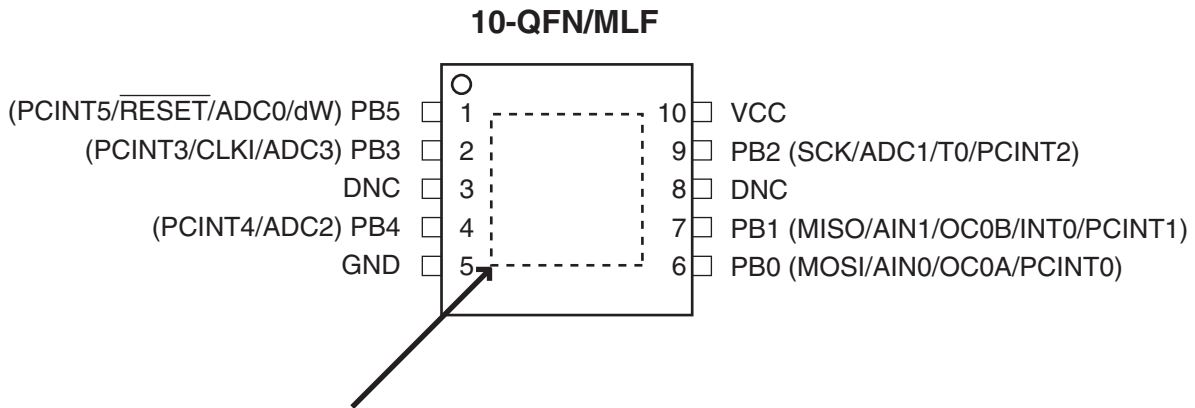 10-QFN/MLF
(PCINT5/RESET/ADC0/dW) PB5 1 10 VCC
(PCINT3/CLKI/ADC3) PB3 2 9 PB2 (SCK/ADC1/T0/PCINT2)
DNC 3 8 DNC
(PCINT4/ADC2) PB4 4 7 PB1 (MISO/AIN1/OC0B/INT0/PCINT1)
GND 5 6 PB0 (MOSI/AIN0/OC0A/PCINT0)